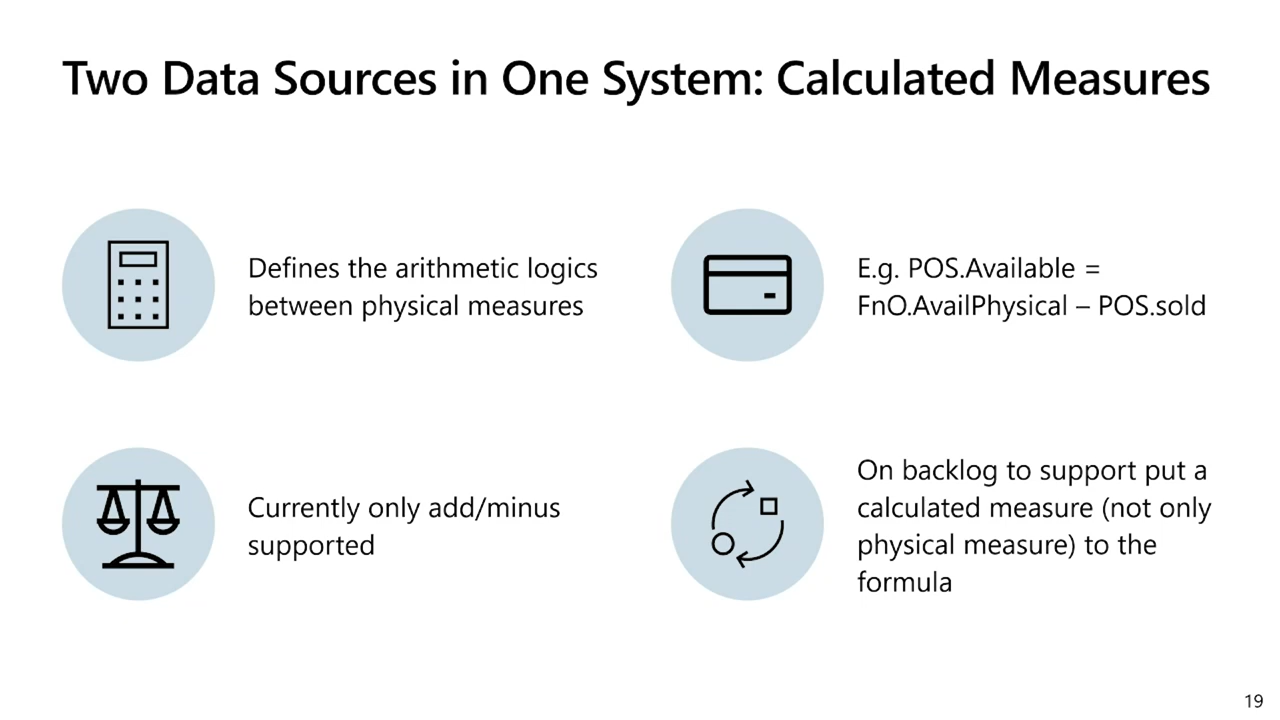 Two Data Sources in One System: Calculated Measures
Defines the arithmetic logics
between physical measures
E.g. POS.Available =
FnO.AvailPhysical – POS.sold
Currently only add/minus
supported
On backlog to support put a
calculated measure (not only
physical measure) to the
formula
19